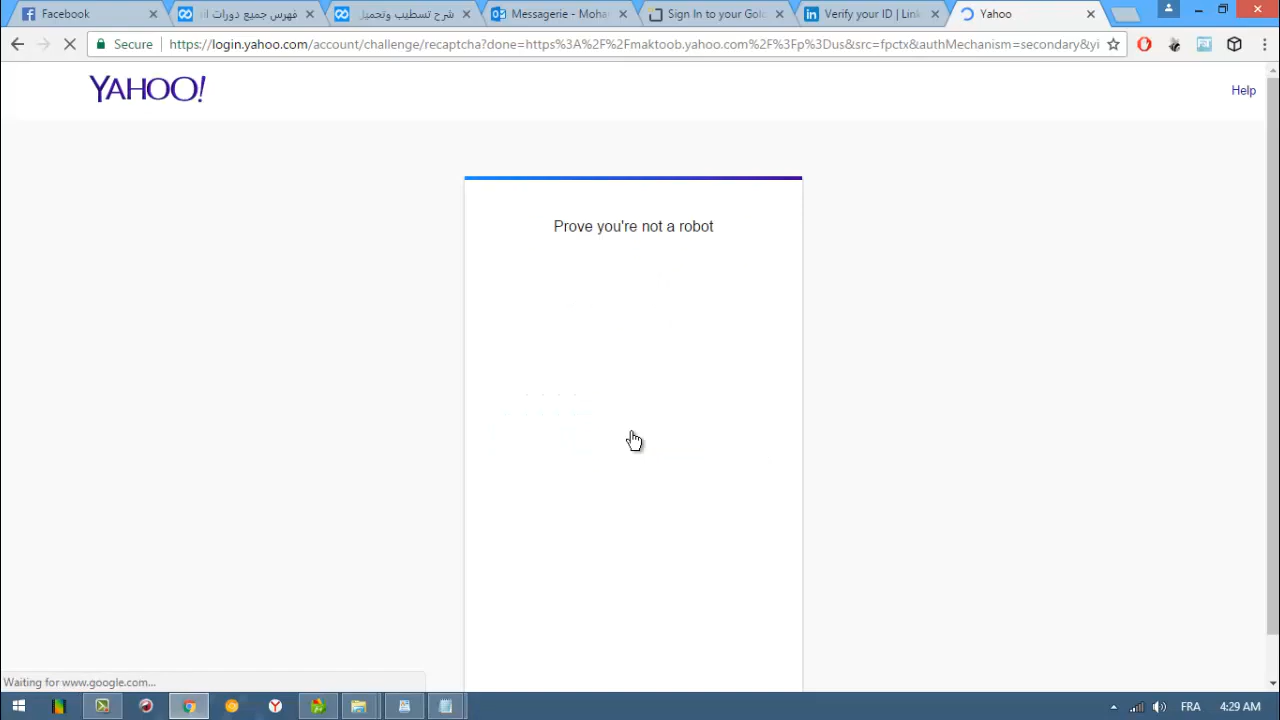 Facebook
فهرس جميع دورات
شرح تسطيب وتحميل
Messagerie - Moha
Sign In to your Gol
Verify your ID | Link
Yahoo
Secure
https://login.yahoo.com/account/challenge/recaptcha?done=https%3A%2F%2Fmaktoob.yahoo.com%2F%3Fp%3Dus&src=fpctx&authMechanism=secondary&yi
YAHOO!
Help
Prove you're not a robot
Waiting for www.google.com...
FRA
4:29 AM